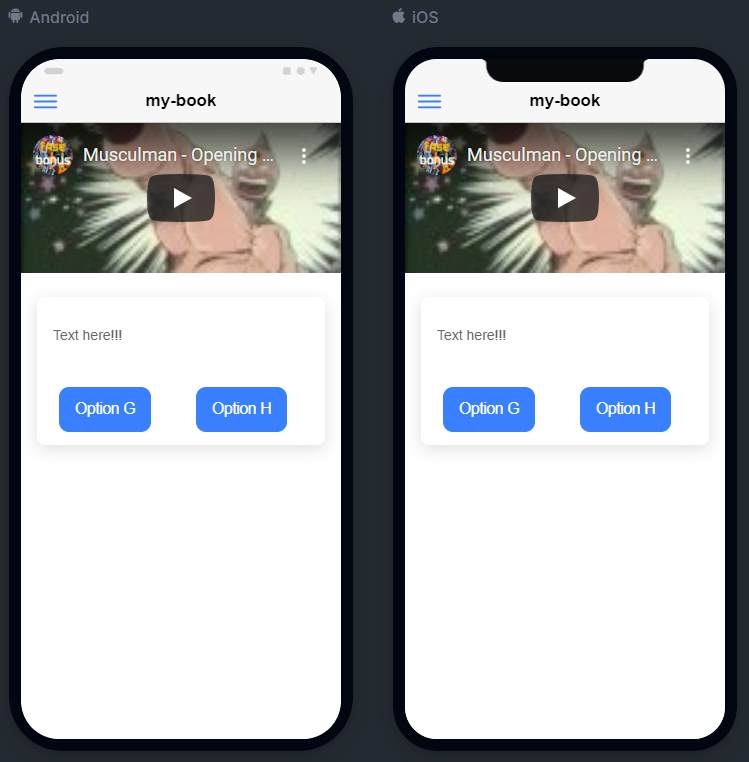 Android
my-book
FASE
bonus
Musculman - Opening ...
Text here!!!
Option G
Option H
iOS
my-book
FASE
bonus
Musculman - Opening ...
Text here!!!
Option G
Option H